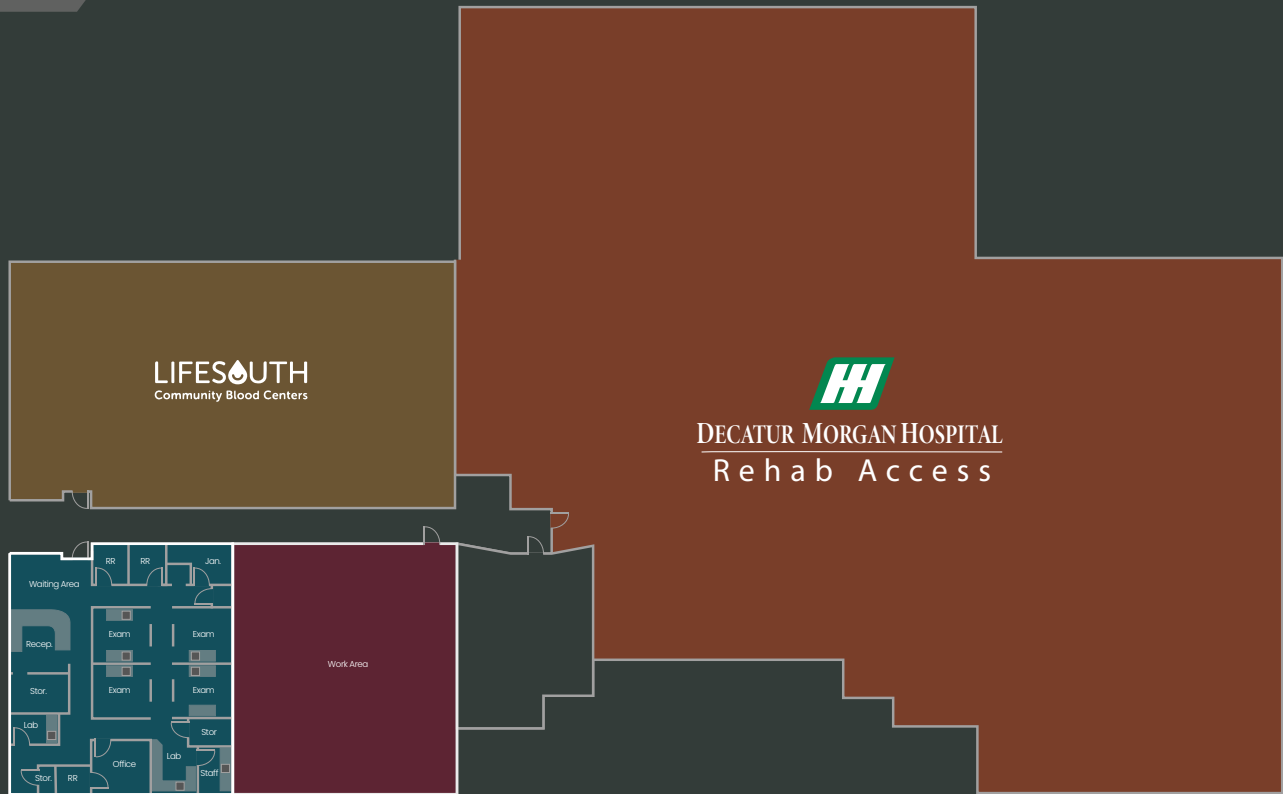 LIFESOUTH
Community Blood Centers
DECATUR MORGAN HOSPITAL
Rehab Access
RR
RR
Jan.
Waiting Area
Exam
Exam
Recep.
Work Area
Stor.
Exam
Exam
Lab
Stor
Lab
Office
Staff
Stor.
RR